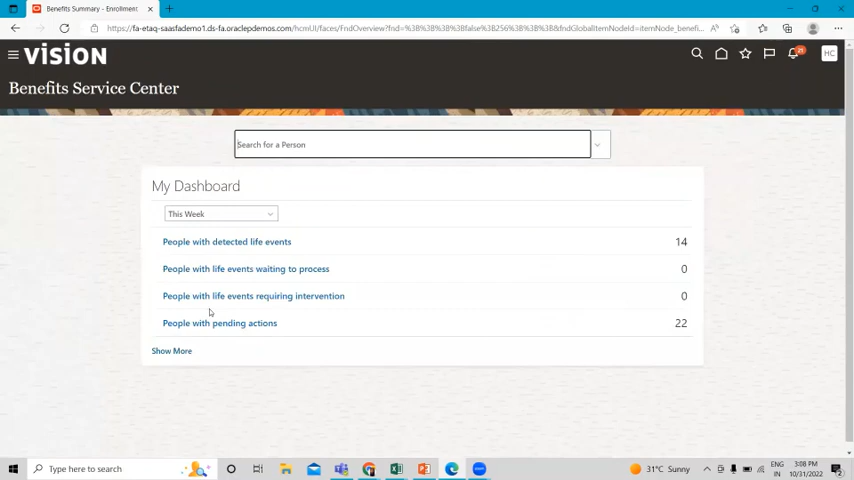 Benefits Summary - Enrollment
https://fa-etaq-saasfademo1.ds-fa.oraclepdemos.com/hcmUI/faces/FndOverview?fnd=%3B%3B%3B%3Bfalse%3B256%3B%3B%3B&fndGlobalItemNodeId=itemNode_benefi...
VISION
25
HC
Benefits Service Center
Search for a Person
My Dashboard
This Week
People with detected life events 14
People with life events waiting to process 0
People with life events requiring intervention 0
People with pending actions 22
Show More
Type here to search
31°C Sunny
ENG
IN
3:08 PM
10/31/2022
2